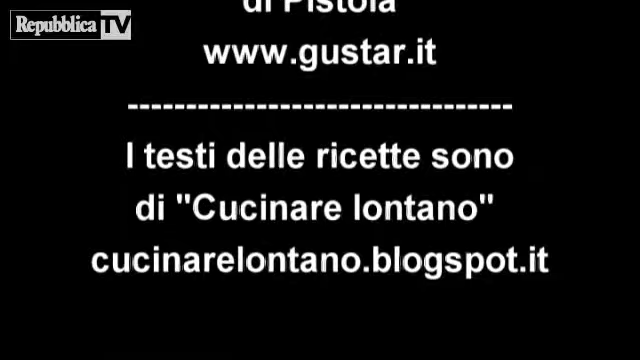 Repubblica TV
di Pistoia
www.gustar.it
---------------------------------
I testi delle ricette sono
di "Cucinare lontano"
cucinarelontano.blogspot.it